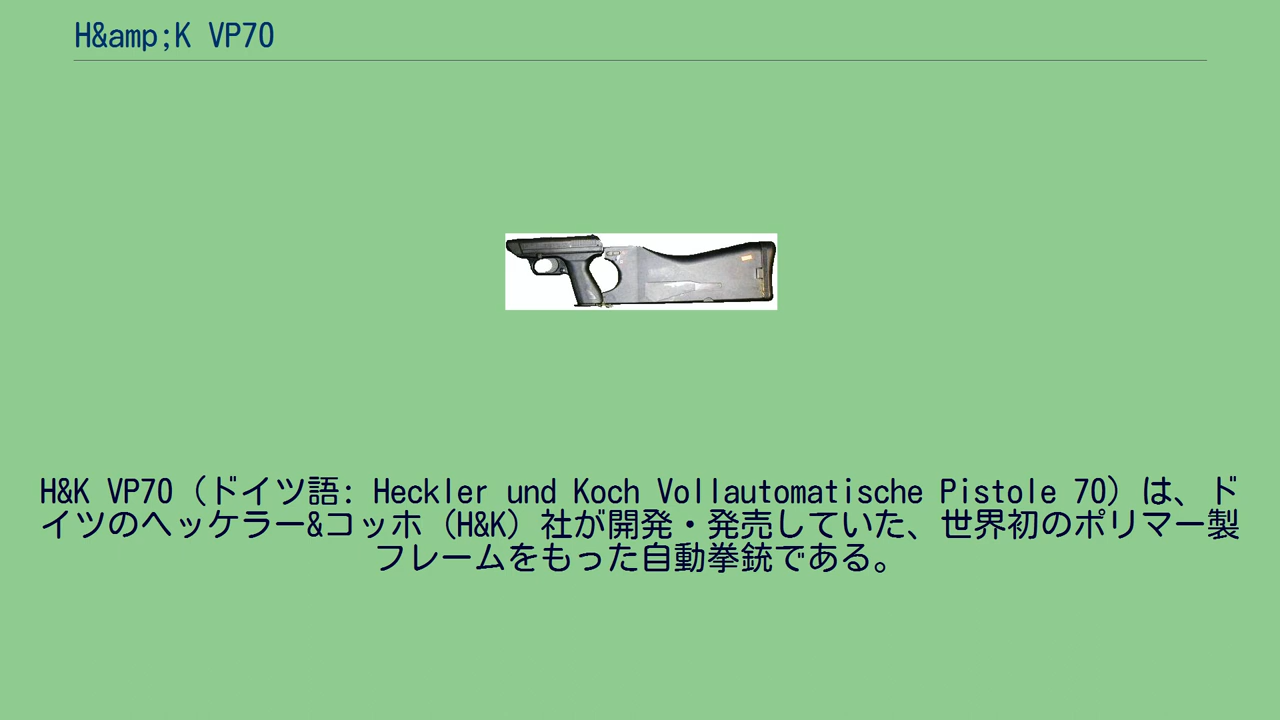 H&amp;K VP70
H&K VP70（ドイツ語: Heckler und Koch Vollautomatische Pistole 70）は、ド
イツのヘッケラー&コッホ（H&K）社が開発・発売していた、世界初のポリマー製
フレームをもった自動拳銃である。